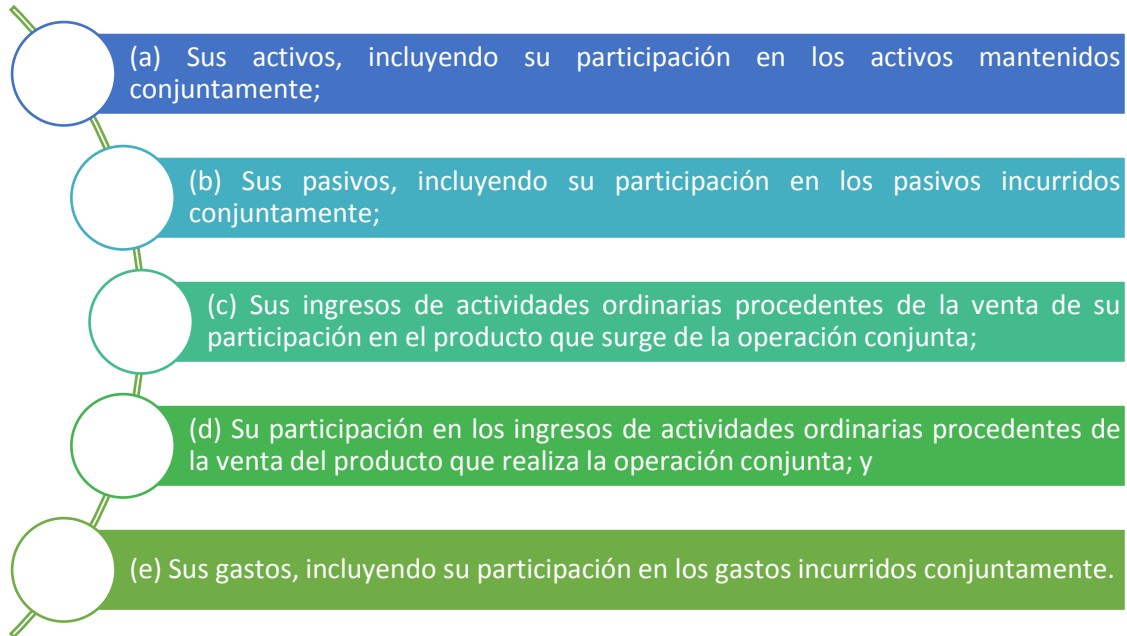 (a) Sus activos, incluyendo su participación en los activos mantenidos
conjuntamente;
(b) Sus pasivos, incluyendo su participación en los pasivos incurridos
conjuntamente;
(c) Sus ingresos de actividades ordinarias procedentes de la venta de su
participación en el producto que surge de la operación conjunta;
(d) Su participación en los ingresos de actividades ordinarias procedentes de
la venta del producto que realiza la operación conjunta; y
(e) Sus gastos, incluyendo su participación en los gastos incurridos conjuntamente.